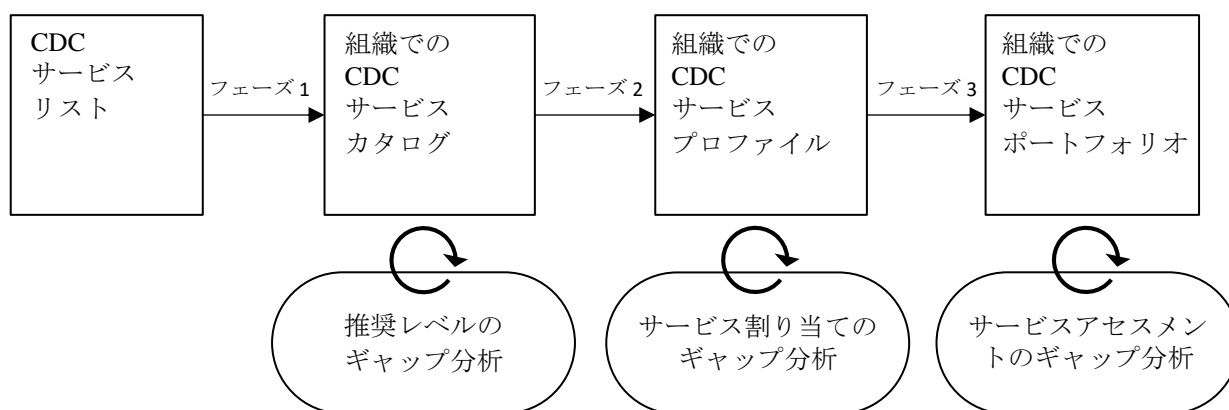 CDC
サービス
リスト
フェーズ 1
組織での
CDC
サービス
カタログ
フェーズ 2
組織での
CDC
サービス
プロファイル
フェーズ 3
組織での
CDC
サービス
ポートフォリオ
推奨レベルの
ギャップ分析
サービス割り当ての
ギャップ分析
サービスアセスメン
トのギャップ分析